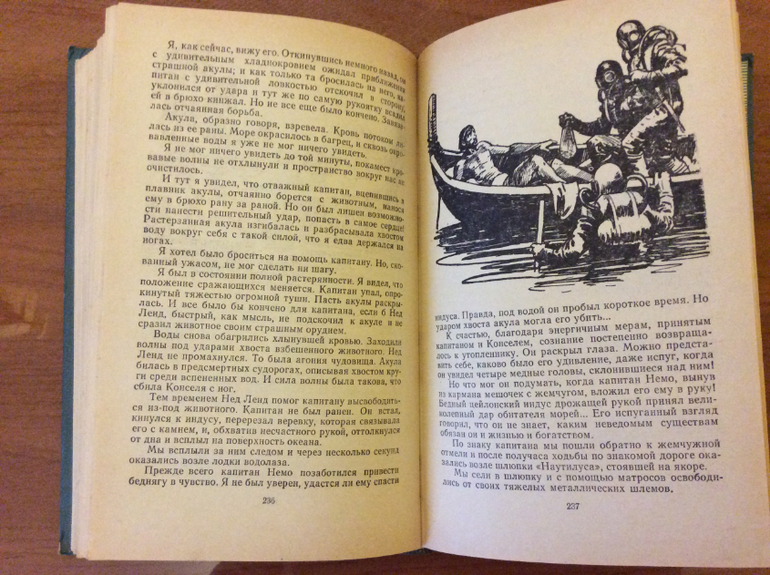 Я, как сейчас, вижу его. Откинувшись немного назад, он
с удивительным хладнокровием ожидал приближения
страшной акулы; и как только та бросилась на него, ка-
питан с удивительной ловкостью отскочил в сторону,
уклонился от удара и тут же по самую рукоятку всадил
ей в брюхо кинжал. Но не все еще было кончено. Завяза-
лась отчаянная борьба.
Акула, образно говоря, взревела. Кровь потоком ли-
лась из ее раны. Море окрасилось в багрец, и сквозь окро-
вавленные воды я уже не мог ничего увидеть.
Я не мог ничего увидеть до той минуты, покамест кро-
вавые волны не отхлынули и пространство вокруг нас не
очистилось.
И тут я увидел, что отважный капитан, вцепившись в
плавник акулы, отчаянно борется с животным, нанося
ему в брюхо рану за раной. Но он был лишен возможно-
сти нанести решительный удар, попасть в самое сердце!
Растерзанная акула изгибалась и разбрасывала хвостом
воду вокруг себя с такой силой, что я едва держался на
ногах.
Я хотел было броситься на помощь капитану. Но, ско-
ванный ужасом, не мог сделать ни шагу.
Я был в состоянии полной растерянности. Я видел, что
положение сражающихся меняется. Капитан упал, опро-
кинутый тяжестью огромной туши. Пасть акулы раскры-
лась. И все было бы кончено для капитана, если б Нед
Ленд, быстрый, как мысль, не подскочил к акуле и не
сразил животное своим страшным орудием.
Воды снова обагрились хлынувшей кровью. Заходили
волны под ударами хвоста взбешенного животного. Нед
Ленд не промахнулся. То была агония чудовища. Акула
билась в предсмертных судорогах, описывая хвостом кру-
ги среди вспененных вод. И сила волны была такова, что
сбила Конселя с ног.
Тем временем Нед Ленд помог капитану высвободить-
ся из-под животного. Капитан не был ранен. Он встал,
кинулся к индусу, перерезал веревку, которая связывала
его с камнем, и, обхватив несчастного рукой, оттолкнулся
от дна и всплыл на поверхность океана.
Мы всплыли за ним следом и через несколько секунд
оказались возле лодки водолаза.
Прежде всего капитан Немо позаботился привести
беднягу в чувство. Я не был уверен, удастся ли ему спасти
236
индуса. Правда, под водой он пробыл короткое время. Но
ударом хвоста акула могла его убить...
К счастью, благодаря энергичным мерам, принятым
капитаном и Конселем, сознание постепенно возвраща-
лось к утопленнику. Он раскрыл глаза. Можно предста-
вить, каково было его удивление, даже испуг, когда
он увидел четыре медные головы, склонившиеся над ним!
Но что мог он подумать, когда капитан Немо, вынув
из кармана мешочек с жемчугом, вложил его ему в руку!
Бедный цейлонский индус дрожащей рукой принял вели-
колепный дар обитателя морей... Его испуганный взгляд
говорил, что он не знает, каким неведомым существам
обязан он и жизнью и богатством.
По знаку капитана мы пошли обратно к жемчужной
отмели и после получаса ходьбы по знакомой дороге ока-
зались возле шлюпки «Наутилуса», стоявшей на якоре.
Мы сели в шлюпку и с помощью матросов освободи-
лись от своих тяжелых металлических шлемов.
237